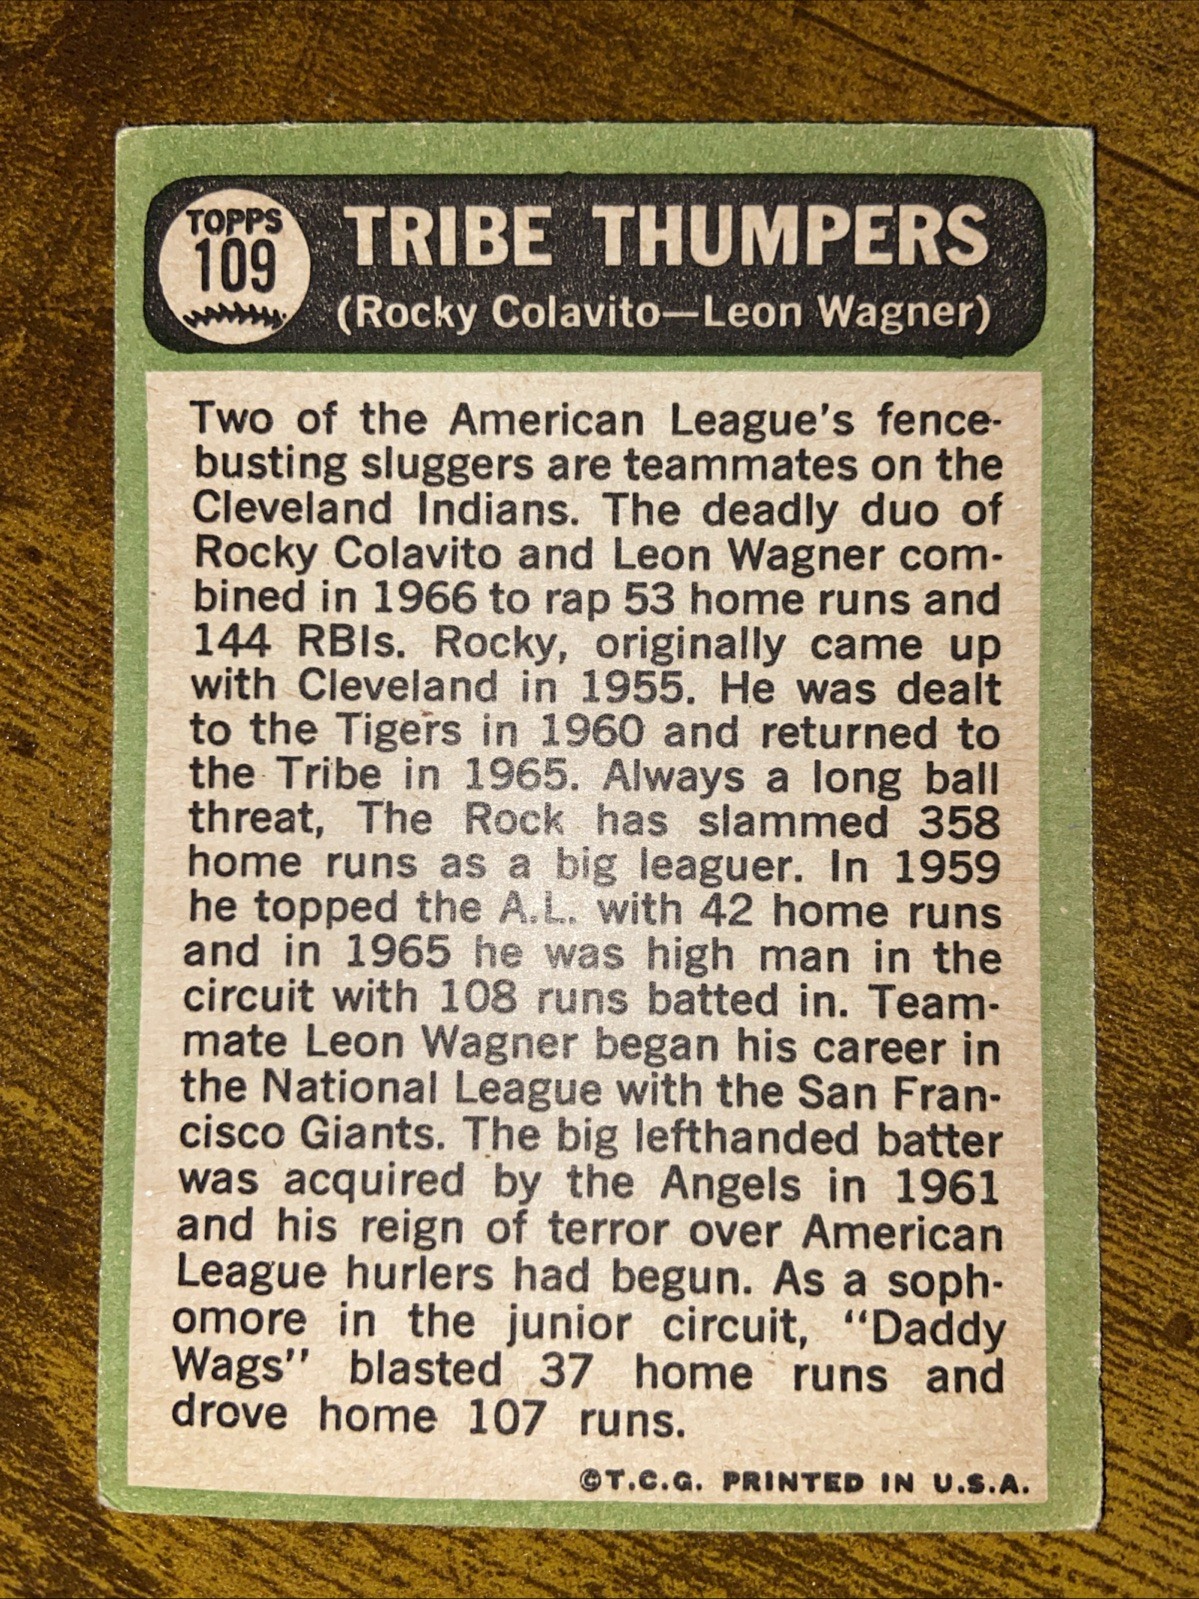 TOPPS
109
TRIBE THUMPERS
(Rocky Colavito—Leon Wagner)
Two of the American League's fence-
busting sluggers are teammates on the
Cleveland Indians. The deadly duo of
Rocky Colavito and Leon Wagner com-
bined in 1966 to rap 53 home runs and
144 RBIs. Rocky, originally came up
with Cleveland in 1955. He was dealt
to the Tigers in 1960 and returned to
the Tribe in 1965. Always a long ball
threat, The Rock has slammed 358
home runs as a big leaguer. In 1959
he topped the A.L. with 42 home runs
and in 1965 he was high man in the
circuit with 108 runs batted in. Team-
mate Leon Wagner began his career in
the National League with the San Fran-
cisco Giants. The big lefthanded batter
was acquired by the Angels in 1961
and his reign of terror over American
League hurlers had begun. As a soph-
omore in the junior circuit, "Daddy
Wags" blasted 37 home runs and
drove home 107 runs.
©T.C.G. PRINTED IN U.S.A.